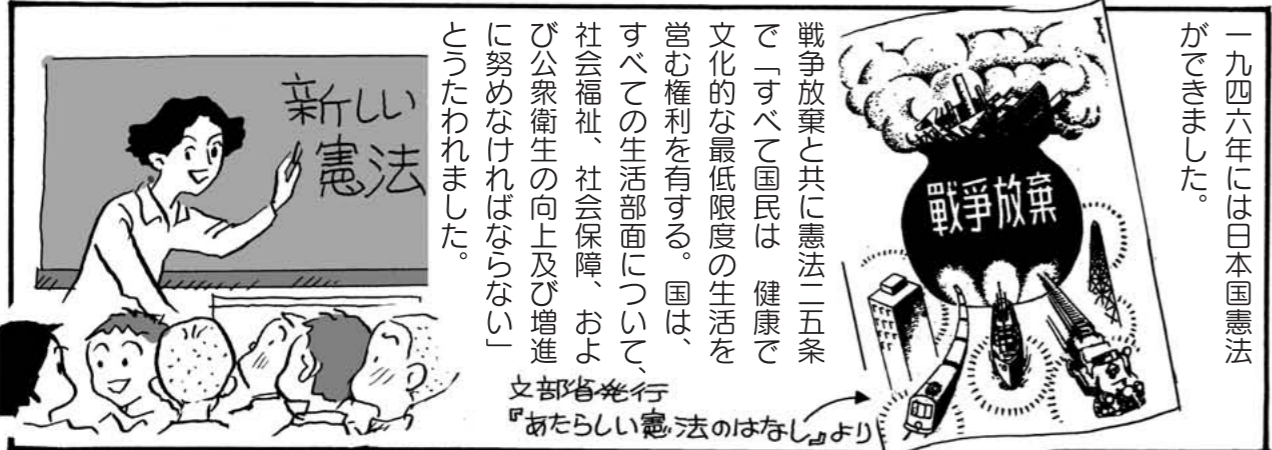 一九四六年には日本国憲法
ができました。
戰爭放棄
戦争放棄と共に憲法二五条
で「すべて国民は　健康で
文化的な最低限度の生活を
営む権利を有する。国は、
すべての生活部面について、
社会福祉、社会保障、およ
び公衆衛生の向上及び増進
に努めなければならない」
とうたわれました。
文部省発行
『あたらしい憲法のはなし』より
新しい
憲法